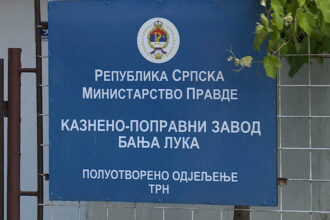 РЕПУБЛИКА СРПСКА
МИНИСТАРСТВО ПРАВДЕ
КАЗНЕНО-ПОПРАВНИ ЗАВОД
БАЊА ЛУКА
ПОЛУОТВОРЕНО ОДЈЕЉЕЊЕ
ТРН